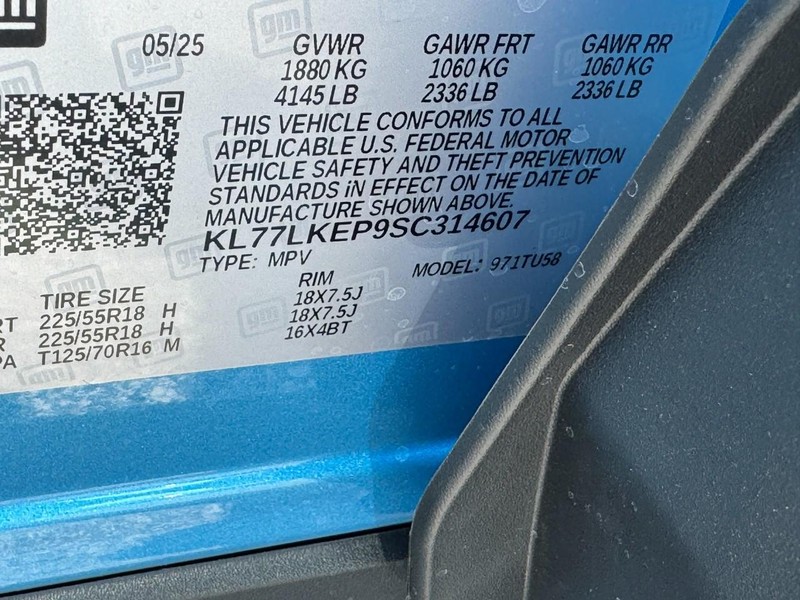 gm
05/25 GVWR GAWR FRT GAWR RR
1880 KG 1060 KG 1060 KG
4145 LB 2336 LB 2336 LB
THIS VEHICLE CONFORMS TO ALL
APPLICABLE U.S. FEDERAL MOTOR
VEHICLE SAFETY AND THEFT PREVENTION
STANDARDS iN EFFECT ON THE DATE OF
MANUFACTURE SHOWN ABOVE.
KL77LKEP9SC314607
TYPE: MPV MODEL: 971TU58
TIRE SIZE RIM
RT 225/55R18 H 18X7.5J
R 225/55R18 H 18X7.5J
PA T125/70R16 M 16X4BT